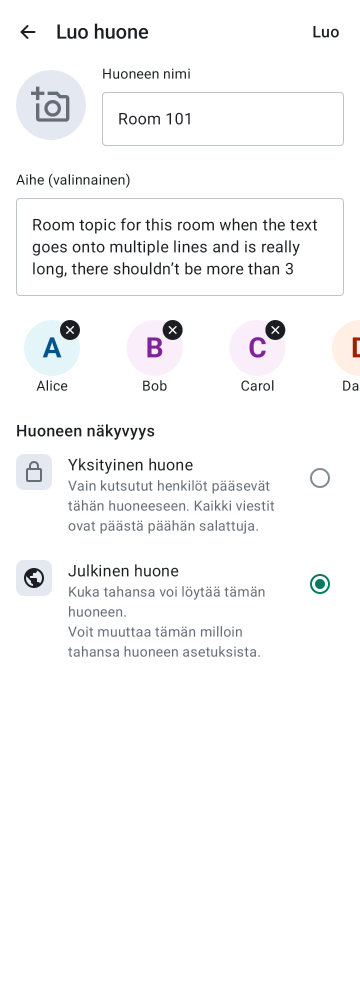 Luo huone
Luo
Huoneen nimi
Room 101
Aihe (valinnainen)
Room topic for this room when the text
goes onto multiple lines and is really
long, there shouldn’t be more than 3
A
B
C
Alice
Bob
Carol
Da
Huoneen näkyvyys
Yksityinen huone
Vain kutsutut henkilöt pääsevät
tähän huoneeseen. Kaikki viestit
ovat päästä päähän salattuja.
Julkinen huone
Kuka tahansa voi löytää tämän
huoneen.
Voit muuttaa tämän milloin
tahansa huoneen asetuksista.